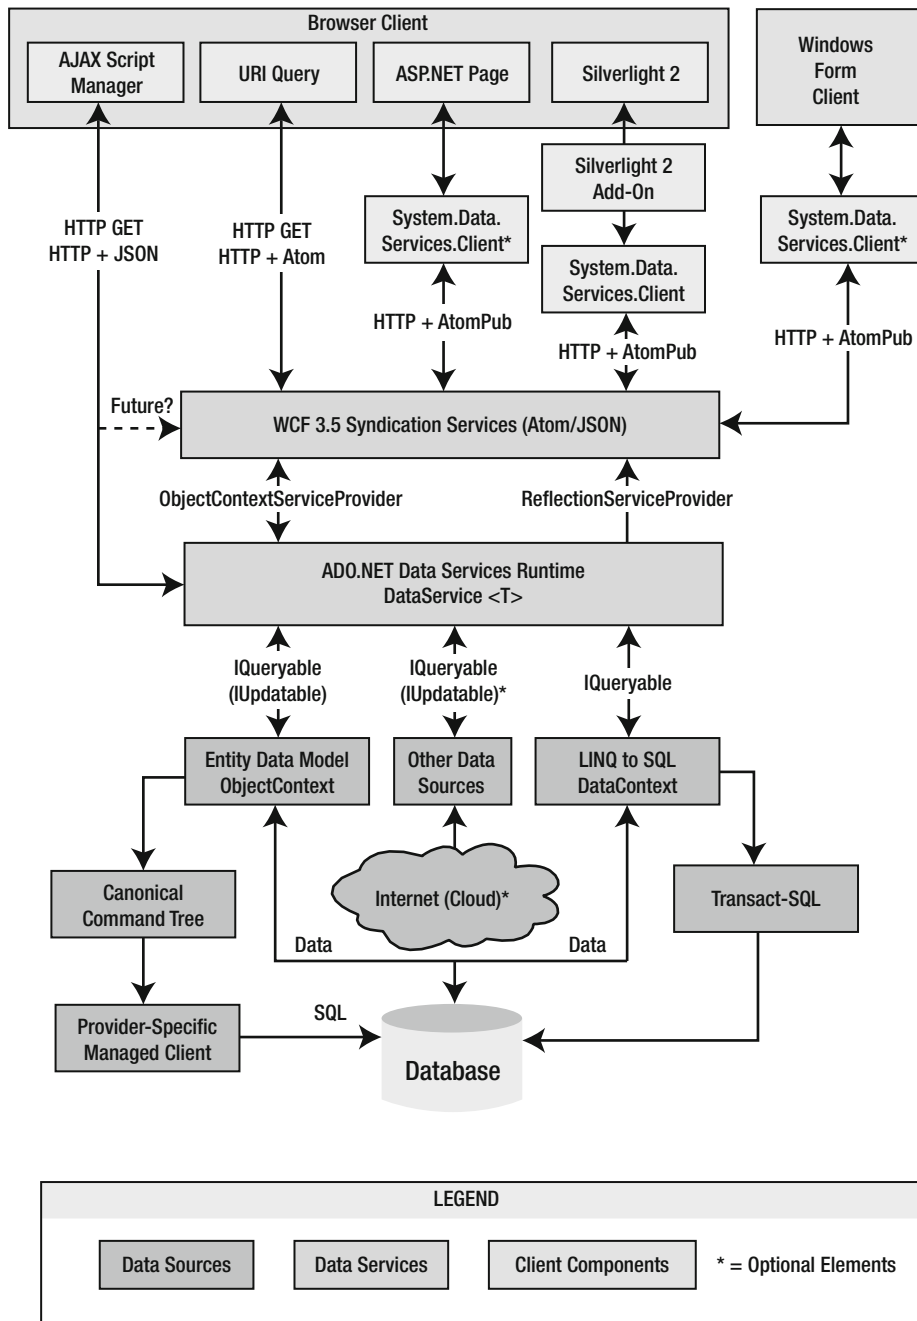 Browser Client
AJAX Script
Manager
URI Query
ASP.NET Page
Silverlight 2
Windows
Form
Client
Silverlight 2
Add-On
System.Data.
Services.Client*
System.Data.
Services.Client*
HTTP GET
HTTP + JSON
HTTP GET
HTTP + Atom
System.Data.
Services.Client
HTTP + AtomPub
HTTP + AtomPub
HTTP + AtomPub
Future?
WCF 3.5 Syndication Services (Atom/JSON)
ObjectContextServiceProvider
ReflectionServiceProvider
ADO.NET Data Services Runtime
DataService <T>
IQueryable
(IUpdatable)
IQueryable
(IUpdatable)*
IQueryable
Entity Data Model
ObjectContext
Other Data
Sources
LINQ to SQL
DataContext
Canonical
Command Tree
Internet (Cloud)*
Transact-SQL
Data
Data
Provider-Specific
Managed Client
SQL
Database
LEGEND
Data Sources
Data Services
Client Components
* = Optional Elements